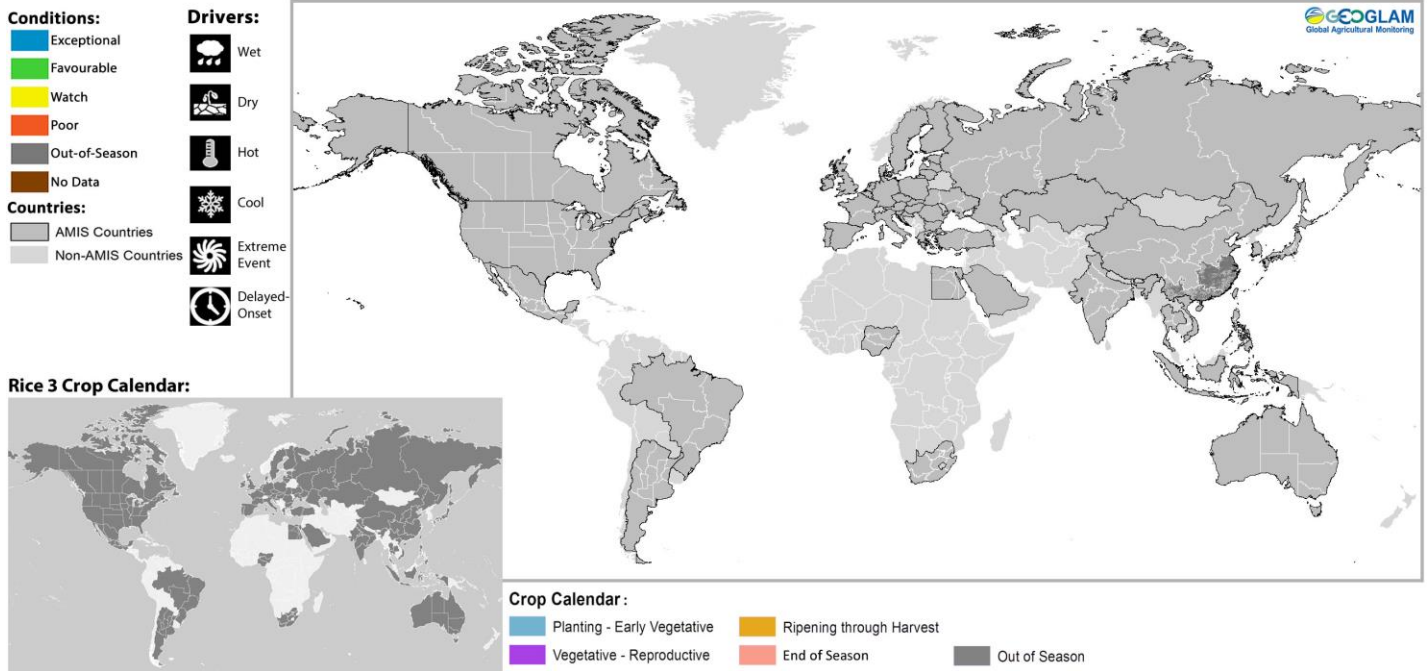 Conditions:
Exceptional
Favourable
Watch
Poor
Out-of-Season
No Data
Countries:
AMIS Countries
Non-AMIS Countries
Drivers:
Wet
Dry
Hot
Cool
Extreme
Event
Delayed-
Onset
GEOGLAM
Global Agricultural Monitoring
Rice 3 Crop Calendar:
Crop Calendar :
Planting - Early Vegetative
Vegetative - Reproductive
Ripening through Harvest
End of Season
Out of Season